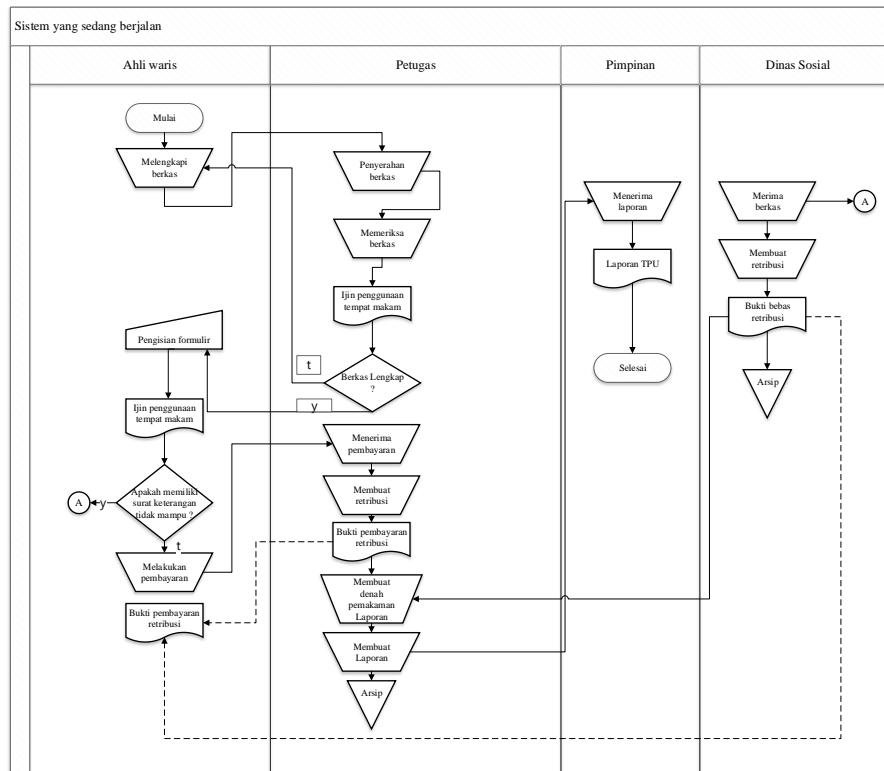 Sistem yang sedang berjalan
Ahli waris
Petugas
Pimpinan
Dinas Sosial
Mulai
Melengkapi
berkas
Penyerahan
berkas
Memeriksa
berkas
Ijin penggunaan
tempat makam
Berkas Lengkap
?
t
y
Pengisian formulir
Ijin penggunaan
tempat makam
Apakah memiliki
surat keterangan
tidak mampu ?
y
A
t
Melakukan
pembayaran
Bukti pembayaran
retribusi
Menerima
pembayaran
Membuat
retribusi
Bukti pembayaran
retribusi
Membuat
denah
pemakaman
Laporan
Membuat
Laporan
Arsip
Menerima
laporan
Laporan TPU
Selesai
Merima
berkas
A
Membuat
retribusi
Bukti bebas
retribusi
Arsip